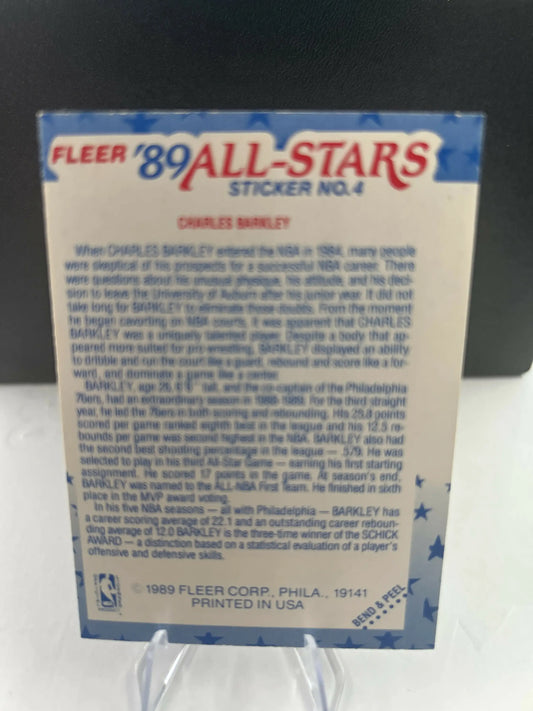 FLEER '89 ALL-STARS
STICKER NO. 4
CHARLES BARKLEY
When CHARLES BARKLEY entered the NBA in 1984, many people
were skeptical of his prospects for a successful NBA career. There
were questions about his unusual physique, his attitude, and his deci-
sion to leave the University of Auburn after his junior year. It did not
take long for BARKLEY to eliminate those doubts. From the moment
he began cavorting on NBA courts, it was apparent that CHARLES
BARKLEY was a uniquely talented player. Despite a body that ap-
peared more suited for pro wrestling, BARKLEY displayed an ability
to dribble and run the court like a guard, rebound and score like a for-
ward, and dominate a game like a center.
BARKLEY, age 26, 6'6" tall, and the co-captain of the Philadelphia
76ers, had an extraordinary season in 1988-1989. For the third straight
year, he led the 76ers in both scoring and rebounding. His 25.8 points
scored per game ranked eighth best in the league and his 12.5 re-
bounds per game was second highest in the NBA. BARKLEY also had
the second best shooting percentage in the league — .579. He was
selected to play in his third All-Star Game — earning his first starting
assignment. He scored 17 points in the game. At season's end,
BARKLEY was named to the ALL-NBA First Team. He finished in sixth
place in the MVP award voting.
In his five NBA seasons — all with Philadelphia — BARKLEY has
a career scoring average of 22.1 and an outstanding career reboun-
ding average of 12.0 BARKLEY is the three-time winner of the SCHICK
AWARD — a distinction based on a statistical evaluation of a player's
offensive and defensive skills.
© 1989 FLEER CORP., PHILA., 19141
PRINTED IN USA
BEND & PEEL